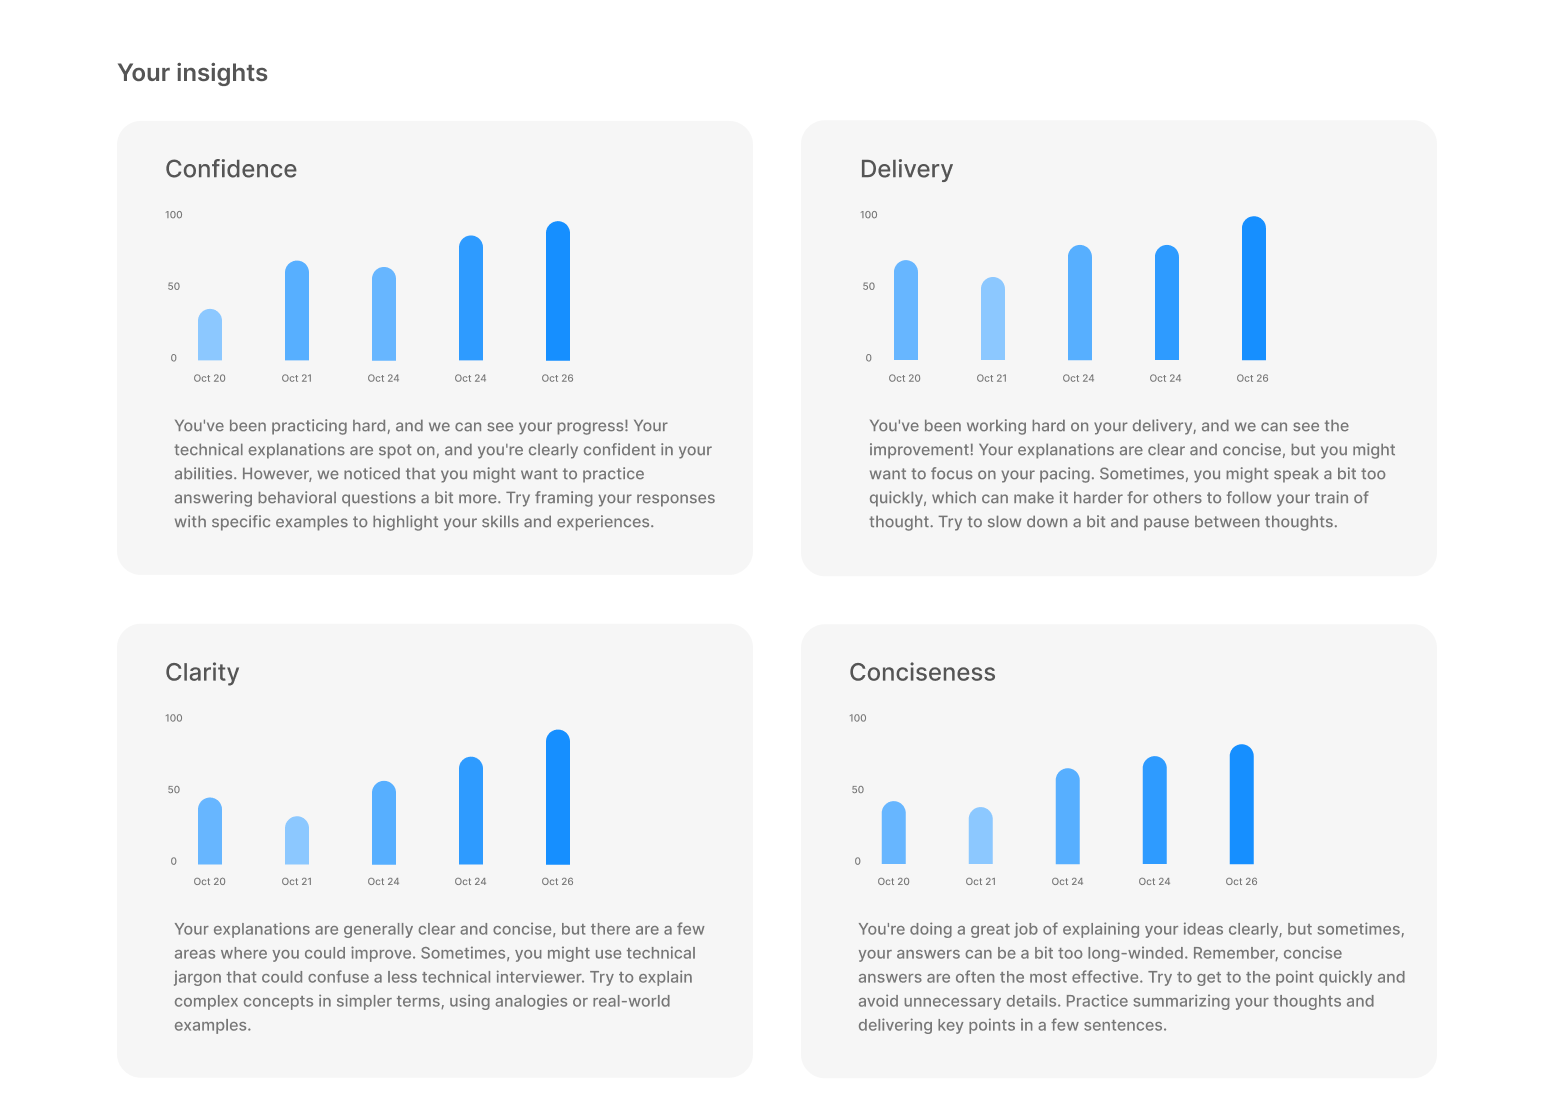 Your insights
Confidence
100
50
0
Oct 20
Oct 21
Oct 24
Oct 24
Oct 26
You've been practicing hard, and we can see your progress! Your
technical explanations are spot on, and you're clearly confident in your
abilities. However, we noticed that you might want to practice
answering behavioral questions a bit more. Try framing your responses
with specific examples to highlight your skills and experiences.
Delivery
100
50
0
Oct 20
Oct 21
Oct 24
Oct 24
Oct 26
You've been working hard on your delivery, and we can see the
improvement! Your explanations are clear and concise, but you might
want to focus on your pacing. Sometimes, you might speak a bit too
quickly, which can make it harder for others to follow your train of
thought. Try to slow down a bit and pause between thoughts.
Clarity
100
50
0
Oct 20
Oct 21
Oct 24
Oct 24
Oct 26
Your explanations are generally clear and concise, but there are a few
areas where you could improve. Sometimes, you might use technical
jargon that could confuse a less technical interviewer. Try to explain
complex concepts in simpler terms, using analogies or real-world
examples.
Conciseness
100
50
0
Oct 20
Oct 21
Oct 24
Oct 24
Oct 26
You're doing a great job of explaining your ideas clearly, but sometimes,
your answers can be a bit too long-winded. Remember, concise
answers are often the most effective. Try to get to the point quickly and
avoid unnecessary details. Practice summarizing your thoughts and
delivering key points in a few sentences.